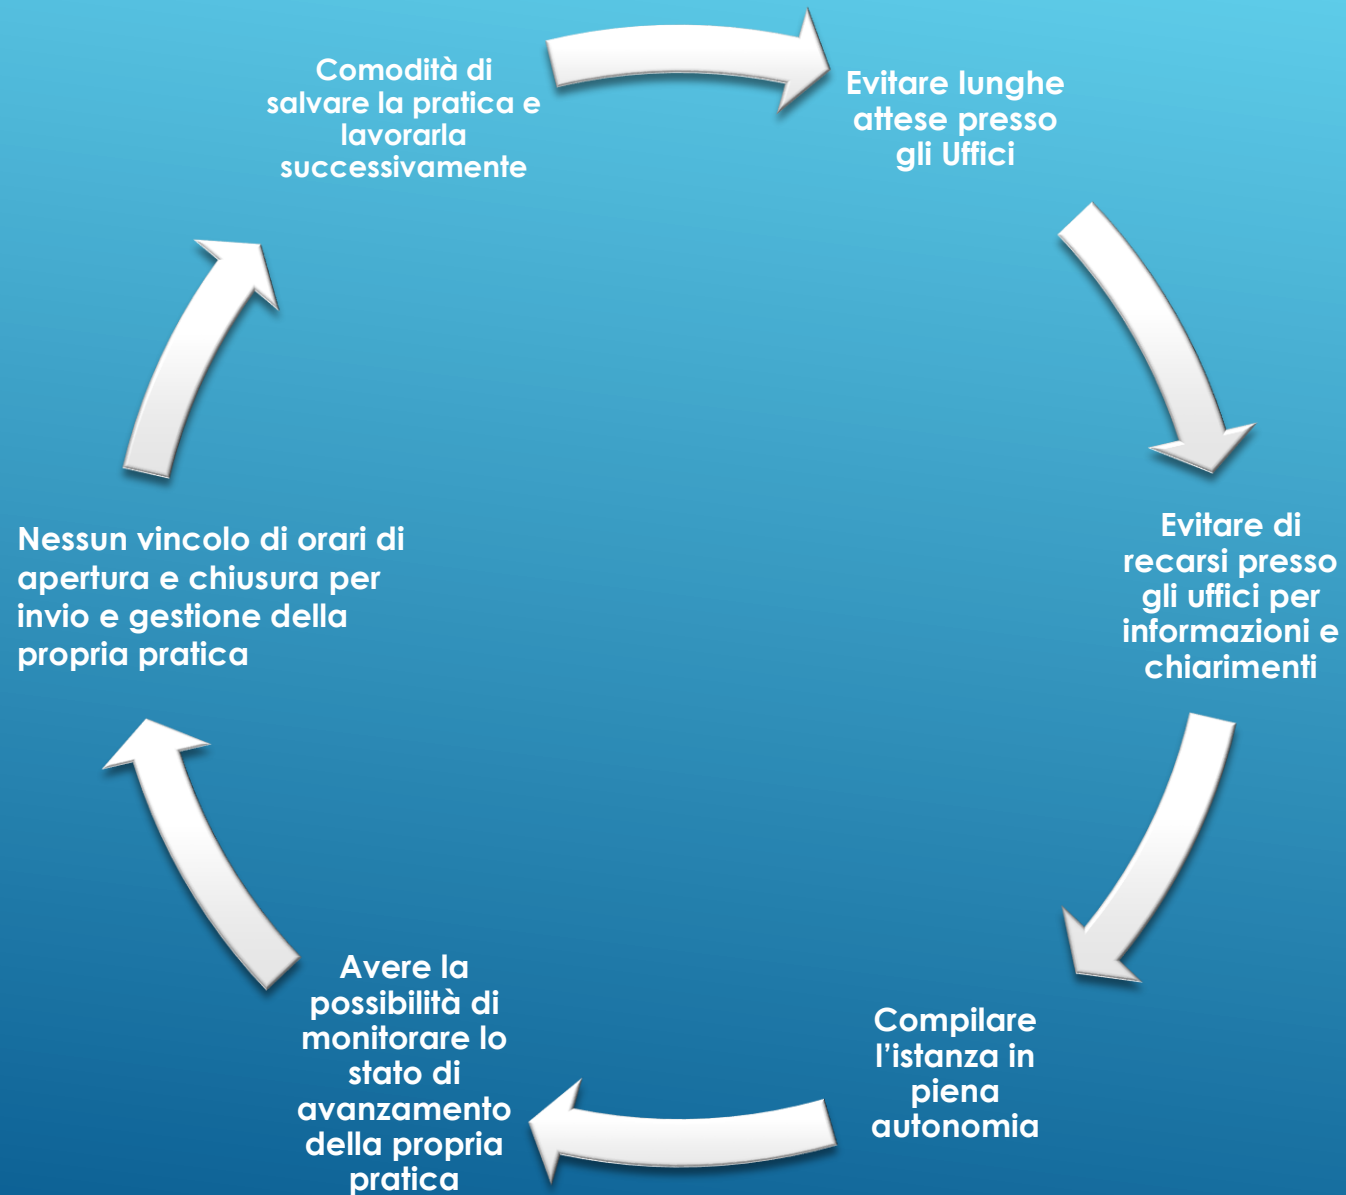 Comodità di
salvare la pratica e
lavorarla
successivamente
Evitare lunghe
attese presso
gli Uffici
Evitare di
recarsi presso
gli uffici per
informazioni e
chiarimenti
Compilare
l’istanza in
piena
autonomia
Avere la
possibilità di
monitorare lo
stato di
avanzamento
della propria
pratica
Nessun vincolo di orari di
apertura e chiusura per
invio e gestione della
propria pratica